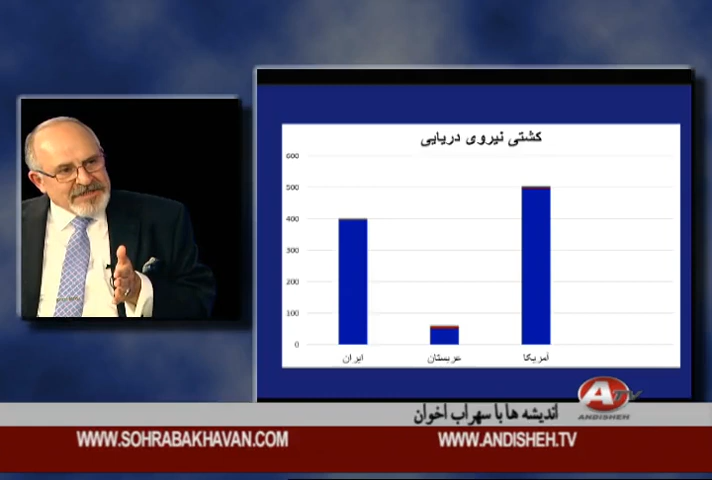 کشتی نیروی دریایی
600
500
400
300
200
100
0
ایران
عربستان
آمریکا
ATV
ANDISHEH
اندیشه ها با سهراب اخوان
WWW.SOHRABAKHAVAN.COM
WWW.ANDISHEH.TV